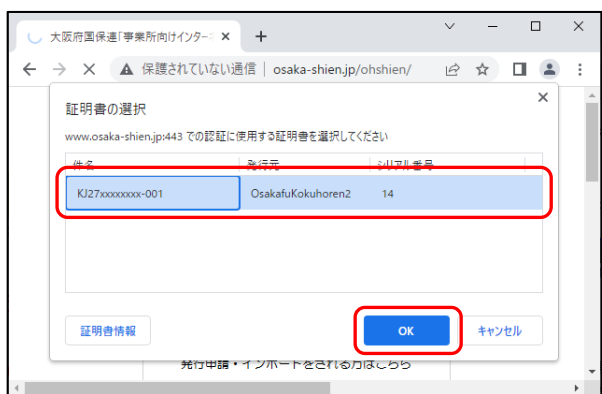 大阪府国保連「事業所向けインター
保護されていない通信 | osaka-shien.jp/ohshien/
証明書の選択
www.osaka-shien.jp:443 での認証に使用する証明書を選択してください
件名 発行元 シリアル番号
KJ27xxxxxxxx-001 OsakafuKokuhoren2 14
証明書情報 OK キャンセル
発行申請・インポートをされる方はこちら